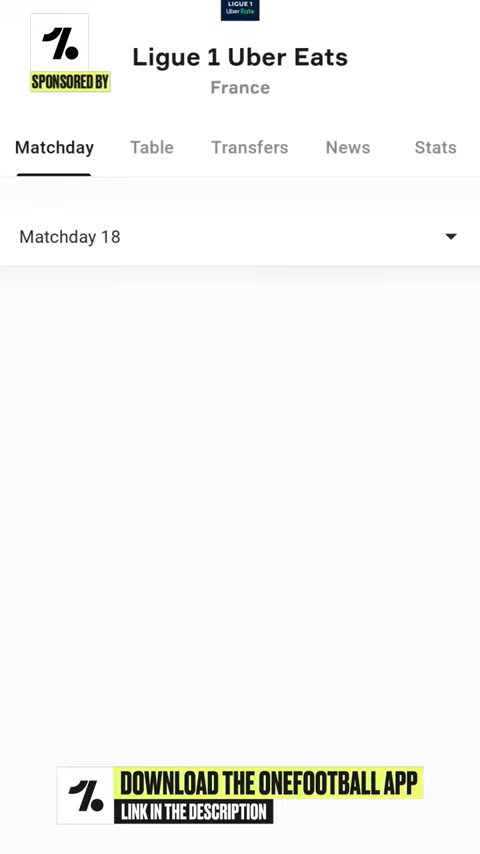 LIGUE 1
Uber Eats
SPONSORED BY
Ligue 1 Uber Eats
France
Matchday Table Transfers News Stats
Matchday 18
DOWNLOAD THE ONEFOOTBALL APP
LINK IN THE DESCRIPTION